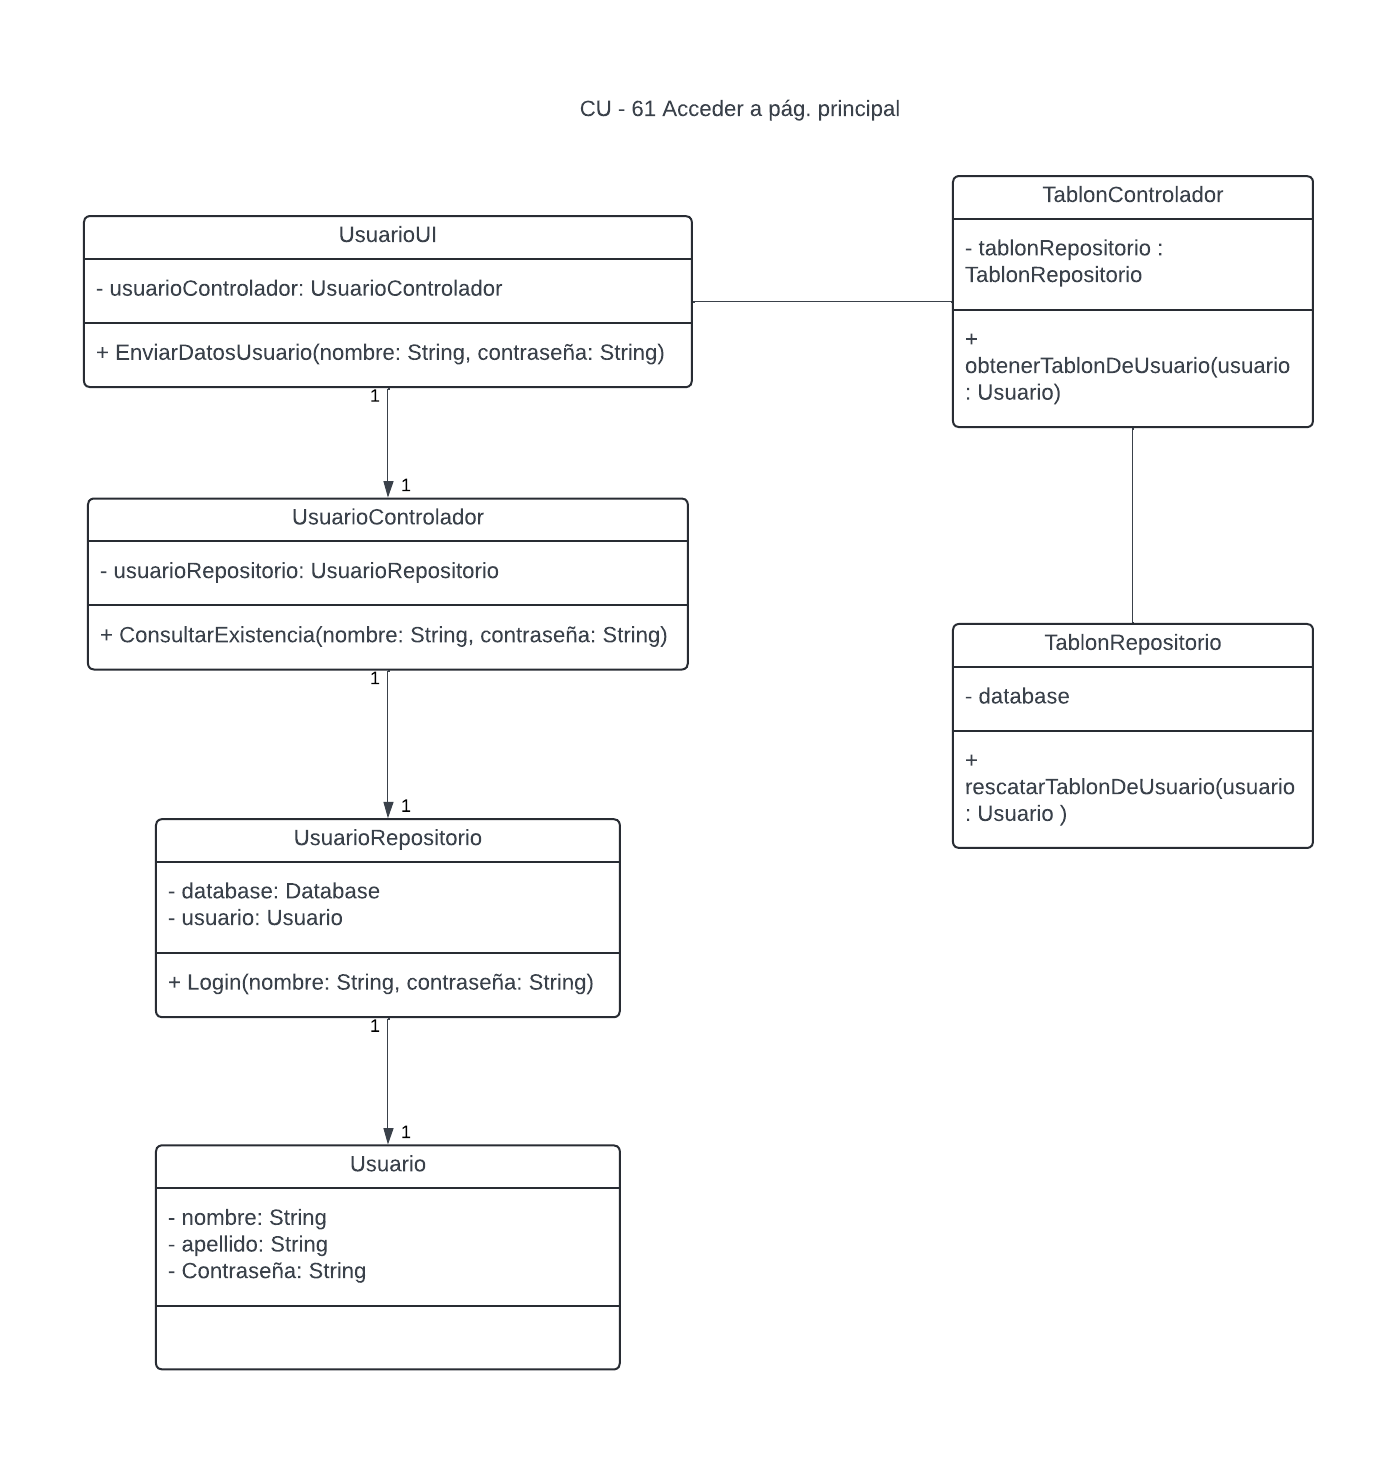 CU - 61 Acceder a pág. principal
UsuarioUI
- usuarioControlador: UsuarioControlador
+ EnviarDatosUsuario(nombre: String, contraseña: String)
1
1
UsuarioControlador
- usuarioRepositorio: UsuarioRepositorio
+ ConsultarExistencia(nombre: String, contraseña: String)
1
1
UsuarioRepositorio
- database: Database
- usuario: Usuario
+ Login(nombre: String, contraseña: String)
1
1
Usuario
- nombre: String
- apellido: String
- Contraseña: String
TablonControlador
- tablonRepositorio :
TablonRepositorio
+
obtenerTablonDeUsuario(usuario
: Usuario)
TablonRepositorio
- database
+
rescatarTablonDeUsuario(usuario
: Usuario )